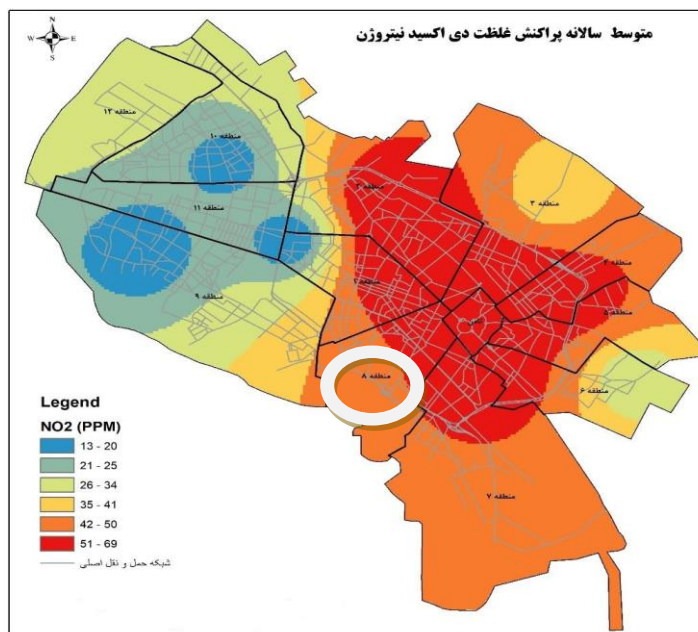 متوسط سالانه پراکنش غلظت دی اکسید نیتروژن
N
W E
S
منطقه ۱۲
منطقه ۱۰
منطقه ۱۱
منطقه ۹
منطقه ۲
منطقه ۳
منطقه ۴
منطقه ۵
منطقه ۶
منطقه ۸
منطقه ۷
Legend
NO2 (PPM)
13 - 20
21 - 25
26 - 34
35 - 41
42 - 50
51 - 69
شبکه حمل و نقل اصلی